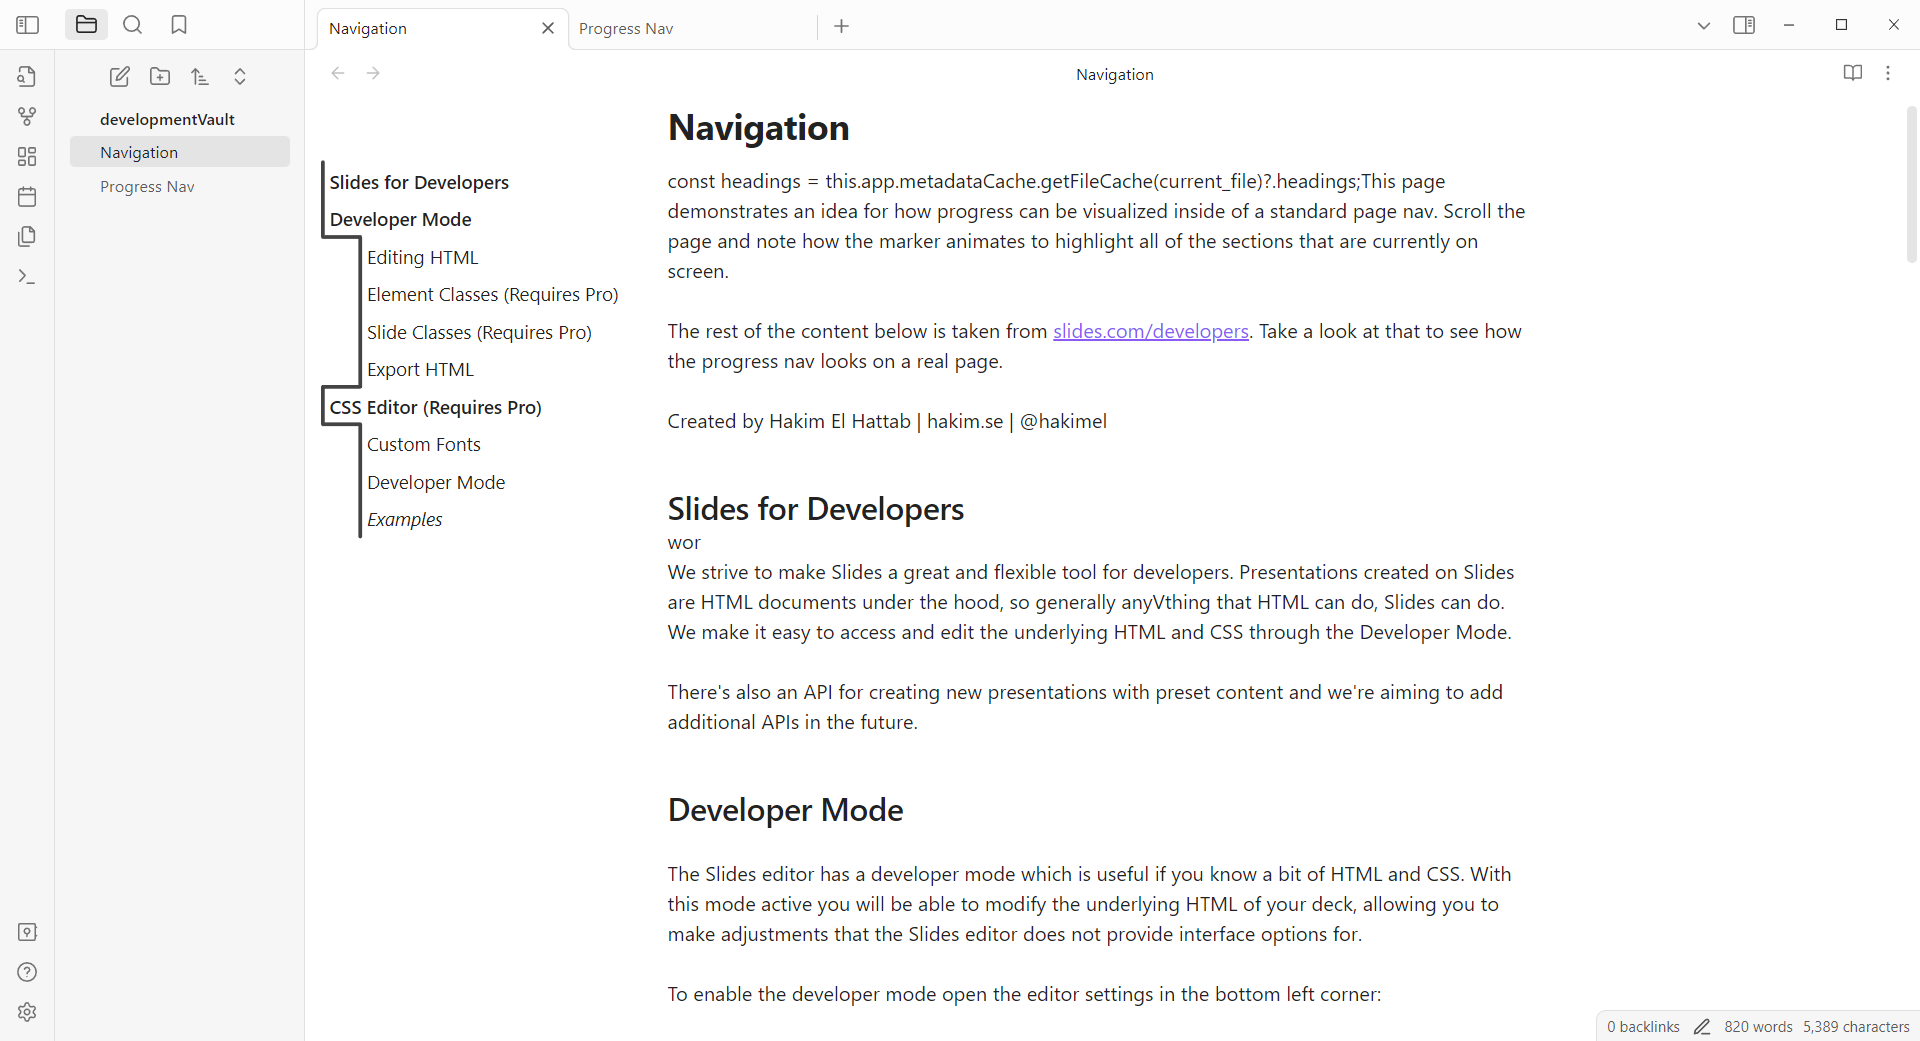 Navigation
Progress Nav
developmentVault
Navigation
Progress Nav
Navigation
Slides for Developers
Developer Mode
Editing HTML
Element Classes (Requires Pro)
Slide Classes (Requires Pro)
Export HTML
CSS Editor (Requires Pro)
Custom Fonts
Developer Mode
Examples
Navigation
const headings = this.app.metadataCache.getFileCache(current_file)?.headings;This page
demonstrates an idea for how progress can be visualized inside of a standard page nav. Scroll the
page and note how the marker animates to highlight all of the sections that are currently on
screen.
The rest of the content below is taken from slides.com/developers. Take a look at that to see how
the progress nav looks on a real page.
Created by Hakim El Hattab | hakim.se | @hakimel
Slides for Developers
wor
We strive to make Slides a great and flexible tool for developers. Presentations created on Slides
are HTML documents under the hood, so generally anyVthing that HTML can do, Slides can do.
We make it easy to access and edit the underlying HTML and CSS through the Developer Mode.
There's also an API for creating new presentations with preset content and we're aiming to add
additional APIs in the future.
Developer Mode
The Slides editor has a developer mode which is useful if you know a bit of HTML and CSS. With
this mode active you will be able to modify the underlying HTML of your deck, allowing you to
make adjustments that the Slides editor does not provide interface options for.
To enable the developer mode open the editor settings in the bottom left corner:
0 backlinks 820 words 5,389 characters